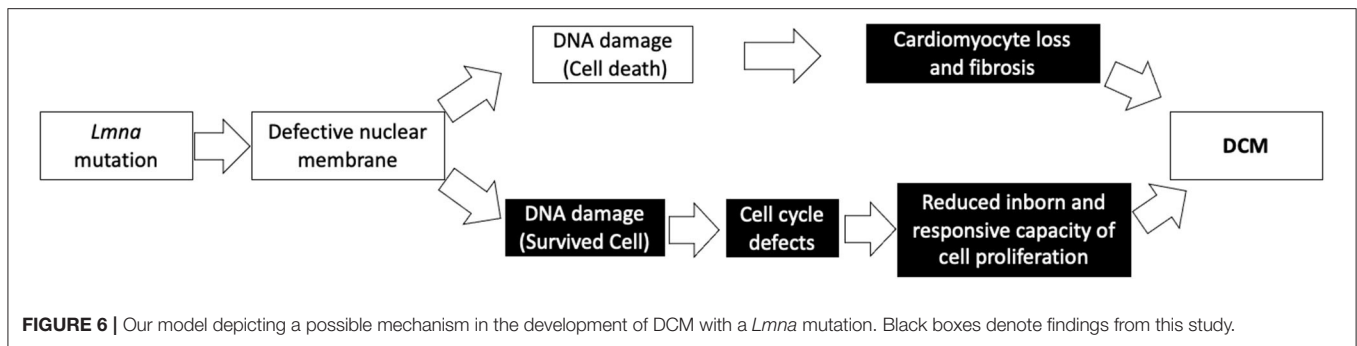 Lmna
mutation
Defective nuclear
membrane
DNA damage
(Cell death)
Cardiomyocyte loss
and fibrosis
DNA damage
(Survived Cell)
Cell cycle
defects
Reduced inborn and
responsive capacity of
cell proliferation
DCM
FIGURE 6 | Our model depicting a possible mechanism in the development of DCM with a Lmna mutation. Black boxes denote findings from this study.